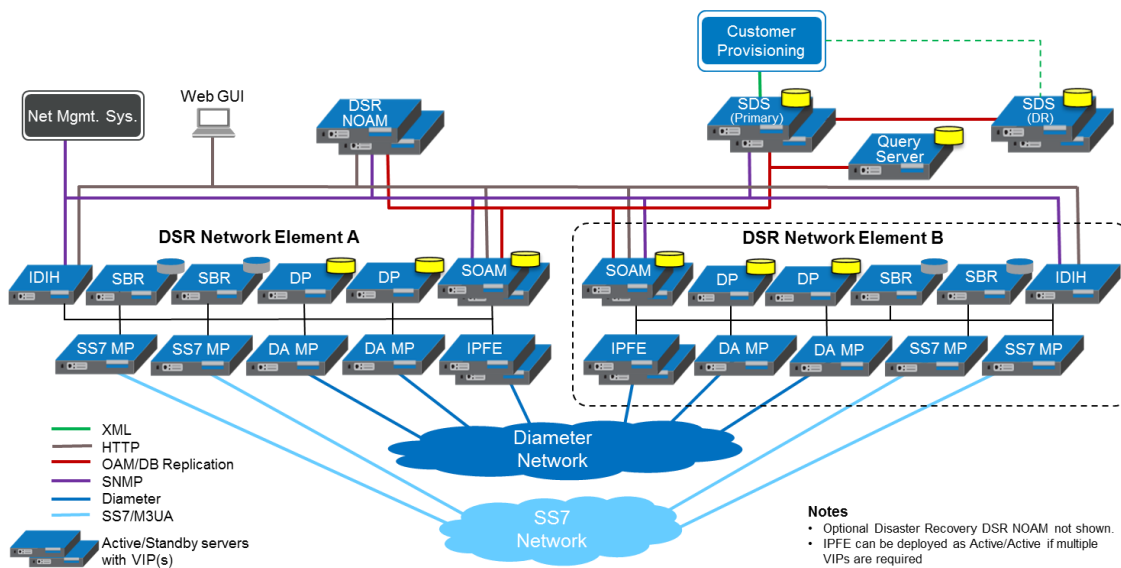 Customer
Provisioning
Net Mgmt. Sys.
Web GUI
DSR
NOAM
SDS
(Primary)
SDS
(DR)
Query
Server
DSR Network Element A
DSR Network Element B
IDIH
SBR
SBR
DP
DP
SOAM
SOAM
DP
DP
SBR
SBR
IDIH
SS7 MP
SS7 MP
DA MP
DA MP
IPFE
IPFE
DA MP
DA MP
SS7 MP
SS7 MP
Diameter
Network
SS7
Network
XML
HTTP
OAM/DB Replication
SNMP
Diameter
SS7/M3UA
Active/Standby servers
with VIP(s)
Notes
• Optional Disaster Recovery DSR NOAM not shown.
• IPFE can be deployed as Active/Active if multiple
VIPs are required